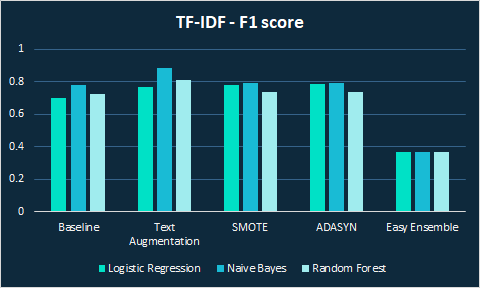 TF-IDF - F1 score
1
0.8
0.6
0.4
0.2
0
Baseline
Text
Augmentation
SMOTE
ADASYN
Easy Ensemble
Logistic Regression
Naive Bayes
Random Forest